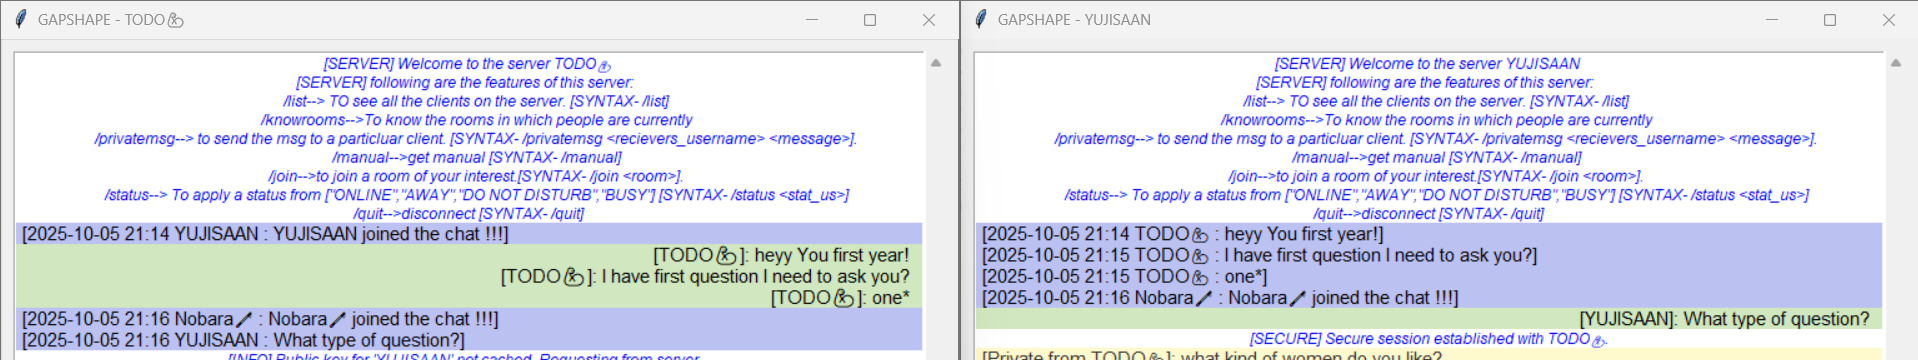 GAPSHAPE - TODO💪
[SERVER] Welcome to the server TODO💪
[SERVER] following are the features of this server:
/list--> TO see all the clients on the server. [SYNTAX- /list]
/knowrooms-->To know the rooms in which people are currently
/privatemsg--> to send the msg to a particluar client. [SYNTAX- /privatemsg <recievers_username> <message>].
/manual-->get manual [SYNTAX- /manual]
/join-->to join a room of your interest.[SYNTAX- /join <room>].
/status--> To apply a status from ["ONLINE","AWAY","DO NOT DISTURB","BUSY"] [SYNTAX- /status <stat_us>]
/quit-->disconnect [SYNTAX- /quit]
[2025-10-05 21:14 YUJISAAN : YUJISAAN joined the chat !!!]
[TODO💪]: heyy You first year!
[TODO💪]: I have first question I need to ask you?
[TODO💪]: one*
[2025-10-05 21:16 Nobara🪄 : Nobara🪄 joined the chat !!!]
[2025-10-05 21:16 YUJISAAN : What type of question?]
[INFO] Public key for 'YUJISAAN' not cached. Requesting from server
GAPSHAPE - YUJISAAN
[SERVER] Welcome to the server YUJISAAN
[SERVER] following are the features of this server:
/list--> TO see all the clients on the server. [SYNTAX- /list]
/knowrooms-->To know the rooms in which people are currently
/privatemsg--> to send the msg to a particluar client. [SYNTAX- /privatemsg <recievers_username> <message>].
/manual-->get manual [SYNTAX- /manual]
/join-->to join a room of your interest.[SYNTAX- /join <room>].
/status--> To apply a status from ["ONLINE","AWAY","DO NOT DISTURB","BUSY"] [SYNTAX- /status <stat_us>]
/quit-->disconnect [SYNTAX- /quit]
[2025-10-05 21:14 TODO💪 : heyy You first year!]
[2025-10-05 21:15 TODO💪 : I have first question I need to ask you?]
[2025-10-05 21:15 TODO💪 : one*]
[2025-10-05 21:16 Nobara🪄 : Nobara🪄 joined the chat !!!]
[YUJISAAN]: What type of question?
[SECURE] Secure session established with TODO💪.
[Private from TODO💪]: what kind of women do you like?